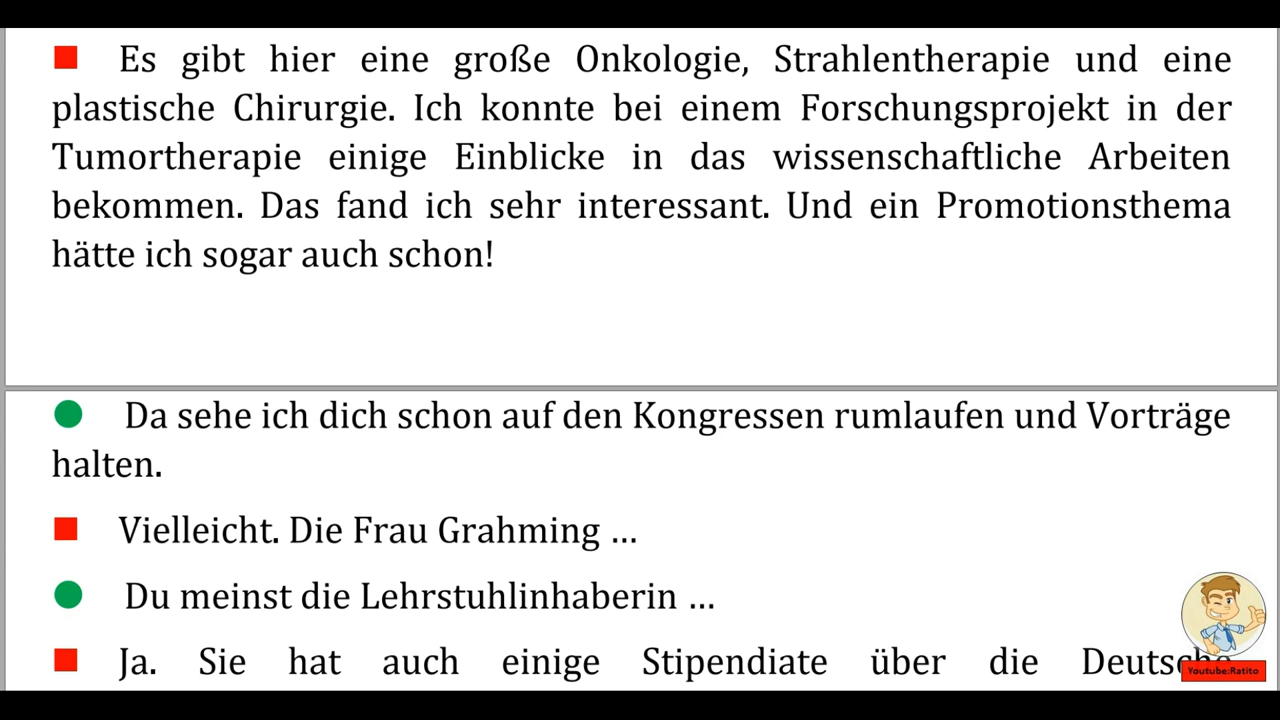 Es gibt hier eine große Onkologie, Strahlentherapie und eine
plastische Chirurgie. Ich konnte bei einem Forschungsprojekt in der
Tumortherapie einige Einblicke in das wissenschaftliche Arbeiten
bekommen. Das fand ich sehr interessant. Und ein Promotionsthema
hätte ich sogar auch schon!
Da sehe ich dich schon auf den Kongressen rumlaufen und Vorträge
halten.
Vielleicht. Die Frau Grahming ...
Du meinst die Lehrstuhlinhaberin ...
Ja. Sie hat auch einige Stipendiate über die Deutsche
Youtube:Ratito